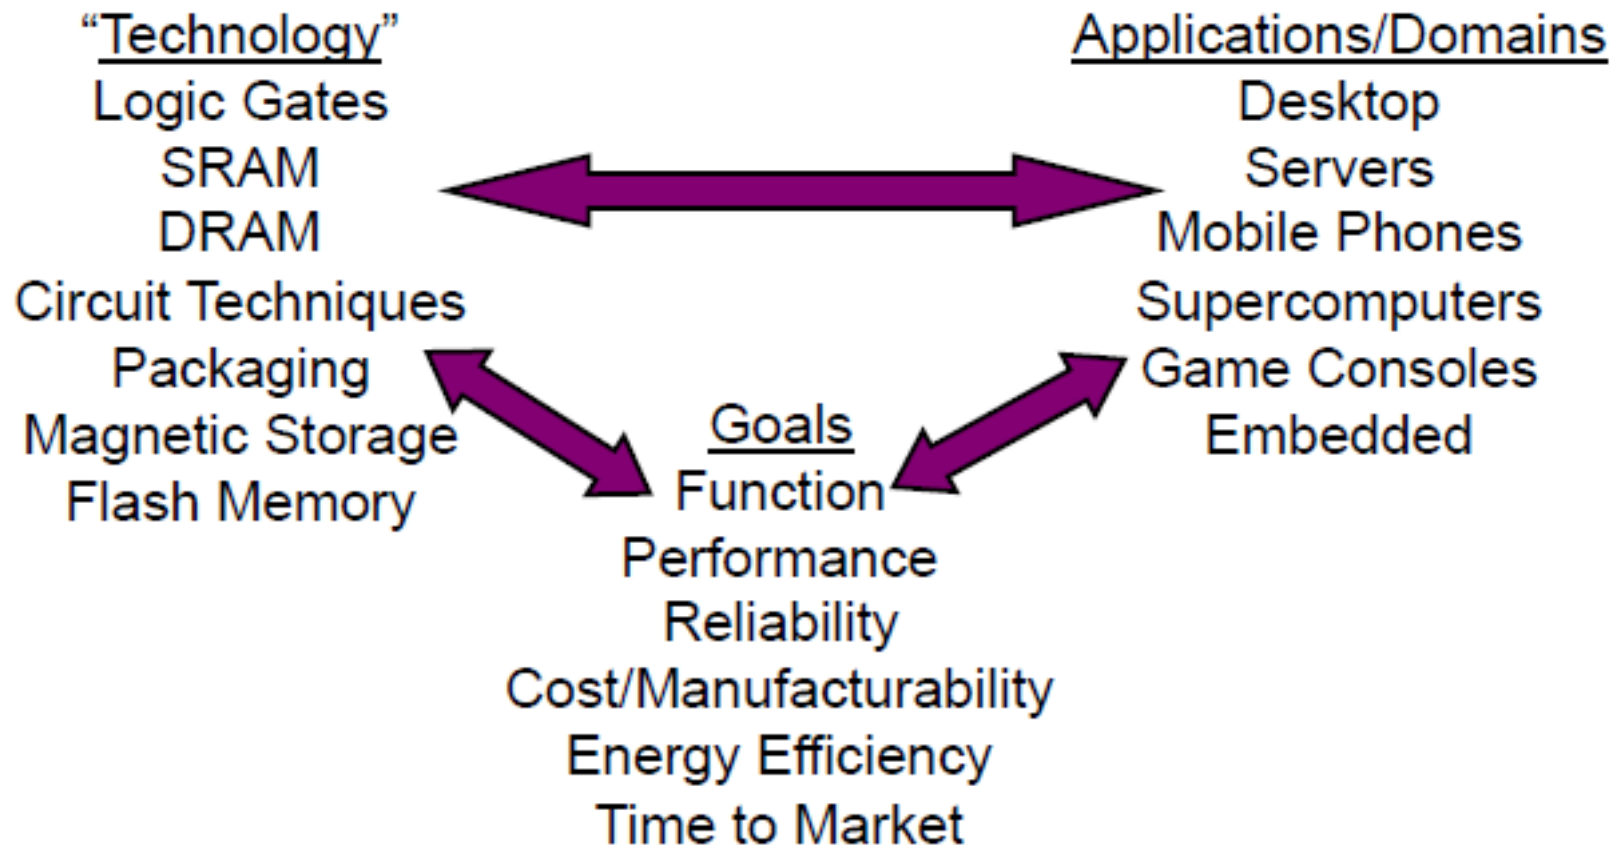 “Technology”
Logic Gates
SRAM
DRAM
Circuit Techniques
Packaging
Magnetic Storage
Flash Memory
Applications/Domains
Desktop
Servers
Mobile Phones
Supercomputers
Game Consoles
Embedded
Goals
Function
Performance
Reliability
Cost/Manufacturability
Energy Efficiency
Time to Market